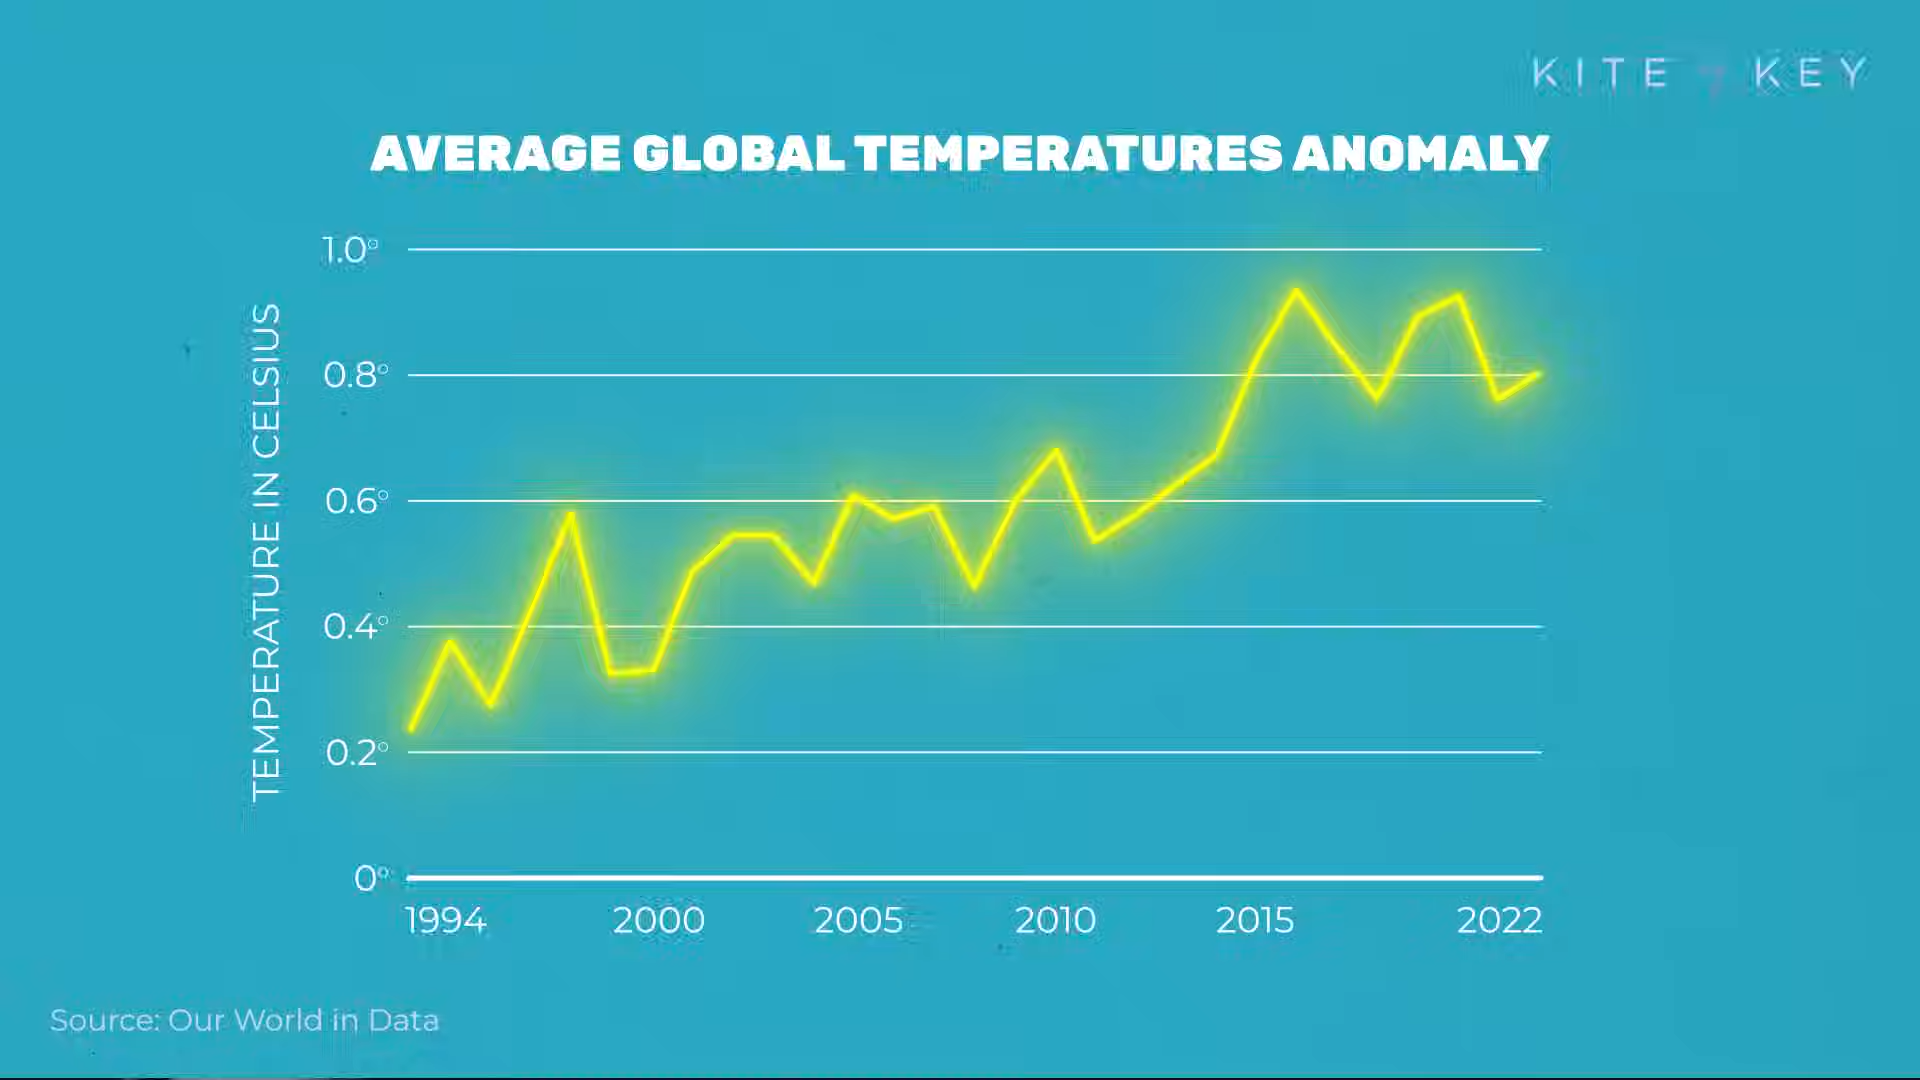 KITE & KEY
AVERAGE GLOBAL TEMPERATURES ANOMALY
TEMPERATURE IN CELSIUS
1.0°
0.8°
0.6°
0.4°
0.2°
0°
1994 2000 2005 2010 2015 2022
Source: Our World in Data